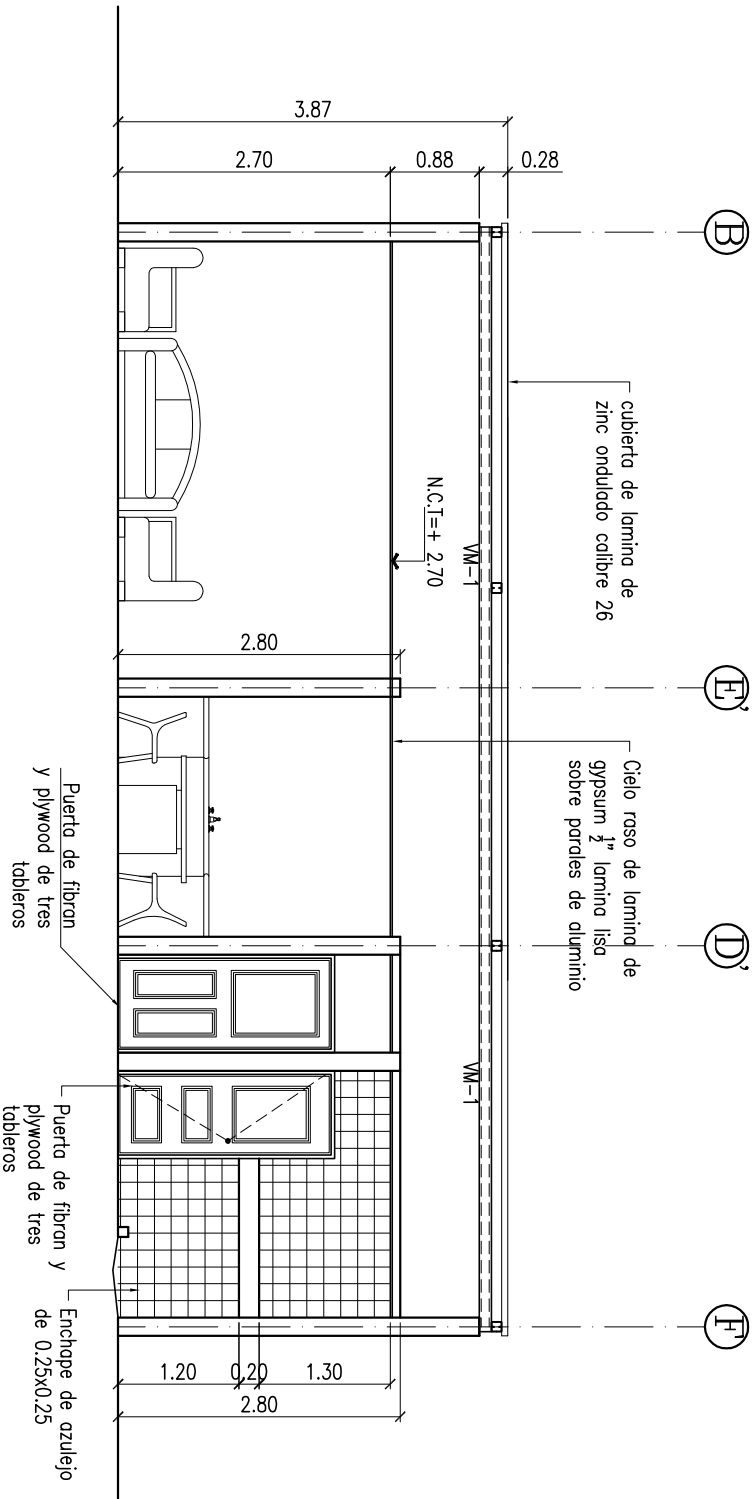 B
E'
D'
F
cubierta de lamina de
zinc ondulado calibre 26
Cielo raso de lamina de
gypsum 1/2" lamina lisa
sobre parales de aluminio
0.28
0.88
2.70
3.87
VM-1
VM-1
N.C.T=+ 2.70
2.80
1.30
0.20
1.20
2.80
Puerta de fibran
y plywood de tres
tableros
Puerta de fibran y
plywood de tres
tableros
Enchape de azulejo
de 0.25x0.25